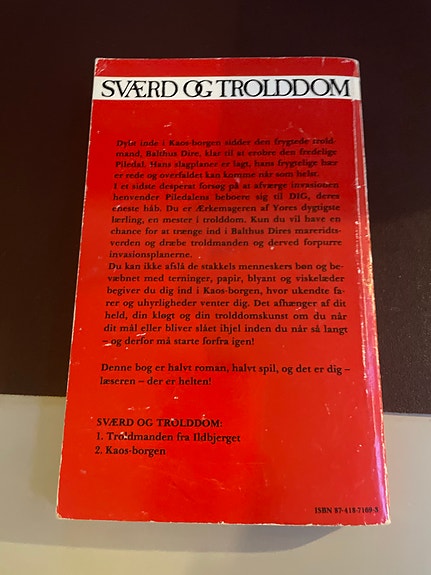 SVÆRD OG TROLDDOM
Dybt inde i Kaos-borgen sidder den frygtede trold-
mand, Balthus Dire, klar til at erobre den fredelige
Piledal. Hans slagplaner er lagt, hans frygtelige hær
er rede og overfaldet kan komme når som helst.
I et sidste desperat forsøg på at afværge invasionen
henvender Piledalens beboere sig til DIG, deres
eneste håb. Du er Ærkemageren af Yores dygtigste
lærling, en mester i trolddom. Kun du vil have en
chance for at trænge ind i Balthus Dires mareridts-
verden og dræbe troldmanden og derved forpurre
invasionsplanerne.
Du kan ikke afslå de stakkels menneskers bøn og be-
væbnet med terninger, papir, blyant og viskelæder
begiver du dig ind i Kaos-borgen, hvor ukendte fa-
rer og uhyrligheder venter dig. Det afhænger af dit
held, din kløgt og din trolddomskunst om du når
dit mål eller bliver slået ihjel inden du når så langt
– og derfor må starte forfra igen!
Denne bog er halvt roman, halvt spil, og det er dig –
læseren – der er helten!
SVÆRD OG TROLDDOM:
1. Troldmanden fra Ildbjerget
2. Kaos-borgen
ISBN 87-418-7169-3